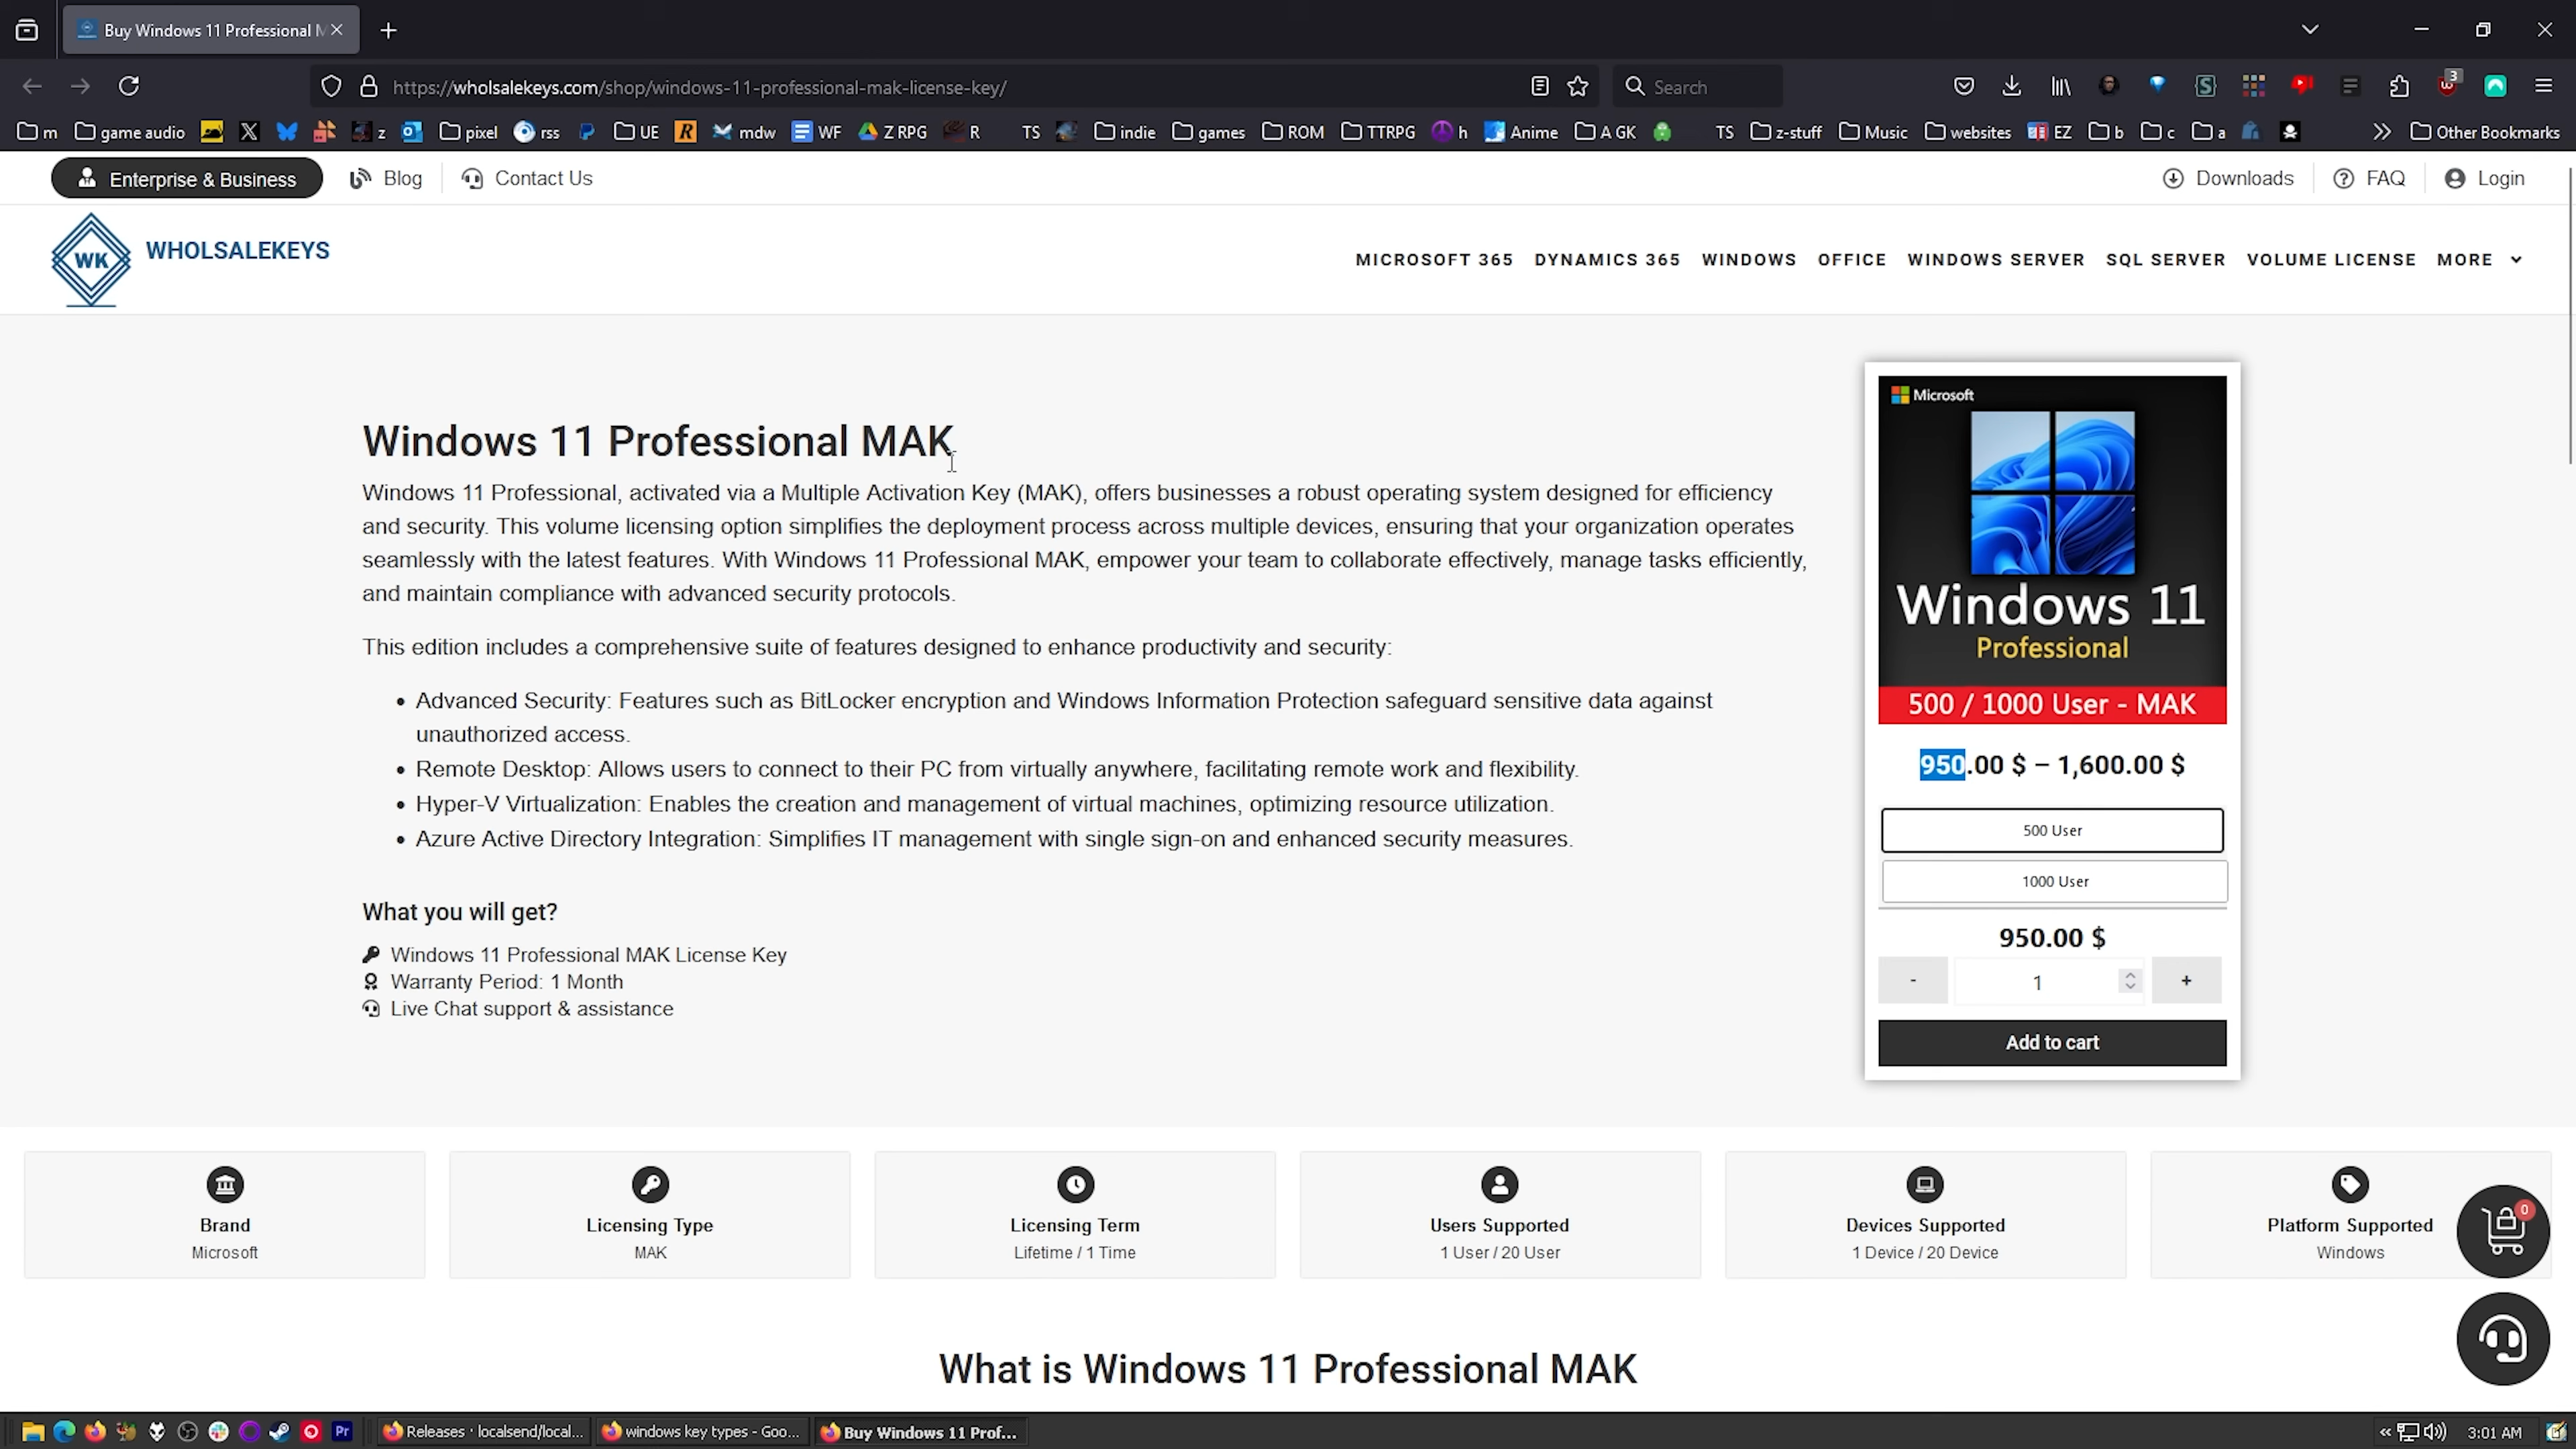 Buy Windows 11 Professional M
https://wholsalekeys.com/shop/windows-11-professional-mak-license-key/
Search
3
m
game audio
z
pixel
rss
UE
mdw
WF
Z RPG
R
TS
indie
games
ROM
TTRPG
h
Anime
A GK
TS
z-stuff
Music
websites
EZ
b
c
a
Other Bookmarks
Enterprise & Business
Blog
Contact Us
Downloads
FAQ
Login
WK
WHOLSALEKEYS
MICROSOFT 365
DYNAMICS 365
WINDOWS
OFFICE
WINDOWS SERVER
SQL SERVER
VOLUME LICENSE
MORE
Windows 11 Professional MAK
Windows 11 Professional, activated via a Multiple Activation Key (MAK), offers businesses a robust operating system designed for efficiency
and security. This volume licensing option simplifies the deployment process across multiple devices, ensuring that your organization operates
seamlessly with the latest features. With Windows 11 Professional MAK, empower your team to collaborate effectively, manage tasks efficiently,
and maintain compliance with advanced security protocols.
This edition includes a comprehensive suite of features designed to enhance productivity and security:
• Advanced Security: Features such as BitLocker encryption and Windows Information Protection safeguard sensitive data against
unauthorized access.
• Remote Desktop: Allows users to connect to their PC from virtually anywhere, facilitating remote work and flexibility.
• Hyper-V Virtualization: Enables the creation and management of virtual machines, optimizing resource utilization.
• Azure Active Directory Integration: Simplifies IT management with single sign-on and enhanced security measures.
What you will get?
Windows 11 Professional MAK License Key
Warranty Period: 1 Month
Live Chat support & assistance
Microsoft
Windows 11
Professional
500 / 1000 User - MAK
950.00 $ – 1,600.00 $
500 User
1000 User
950.00 $
- 1 +
Add to cart
Brand
Microsoft
Licensing Type
MAK
Licensing Term
Lifetime / 1 Time
Users Supported
1 User / 20 User
Devices Supported
1 Device / 20 Device
Platform Supported
Windows
0
What is Windows 11 Professional MAK
Pr
Releases · localsend/local...
windows key types - Goo...
Buy Windows 11 Prof...
3:01 AM